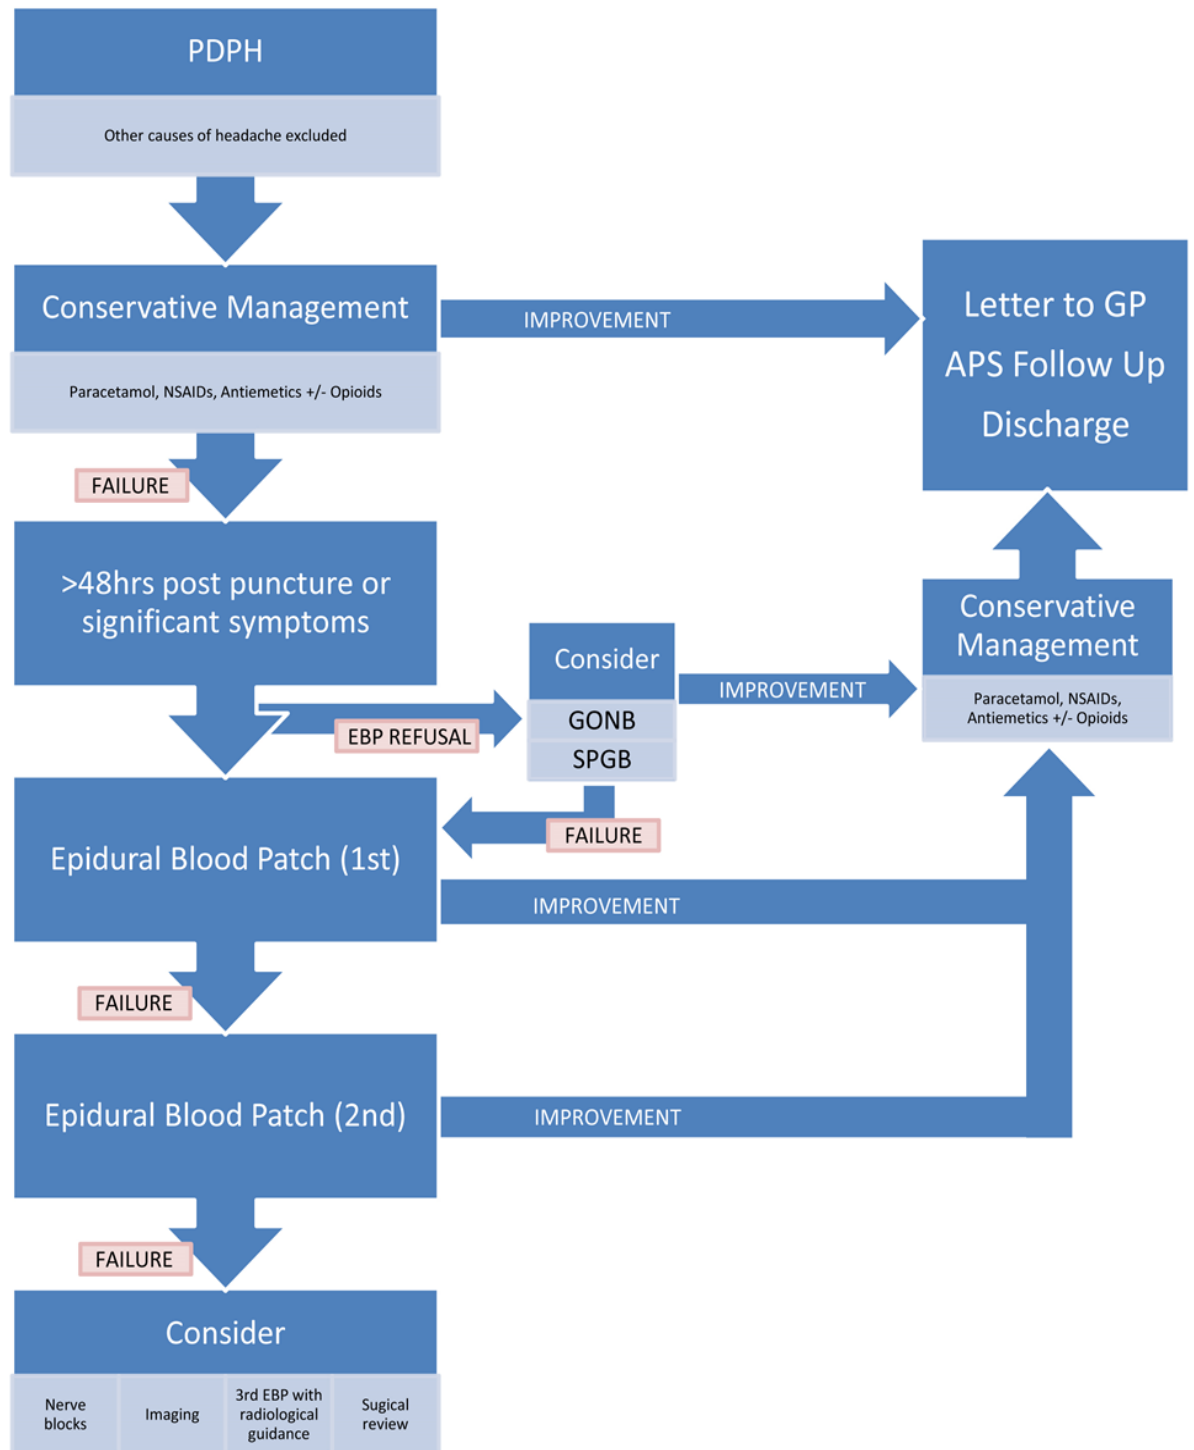 PDPH
Other causes of headache excluded
Conservative Management
Paracetamol, NSAIDs, Antiemetics +/- Opioids
IMPROVEMENT
Letter to GP
APS Follow Up
Discharge
FAILURE
>48hrs post puncture or
significant symptoms
EBP REFUSAL
Consider
GONB
SPGB
IMPROVEMENT
Conservative
Management
Paracetamol, NSAIDs,
Antiemetics +/- Opioids
FAILURE
Epidural Blood Patch (1st)
IMPROVEMENT
FAILURE
Epidural Blood Patch (2nd)
IMPROVEMENT
FAILURE
Consider
Nerve
blocks
Imaging
3rd EBP with
radiological
guidance
Sugical
review